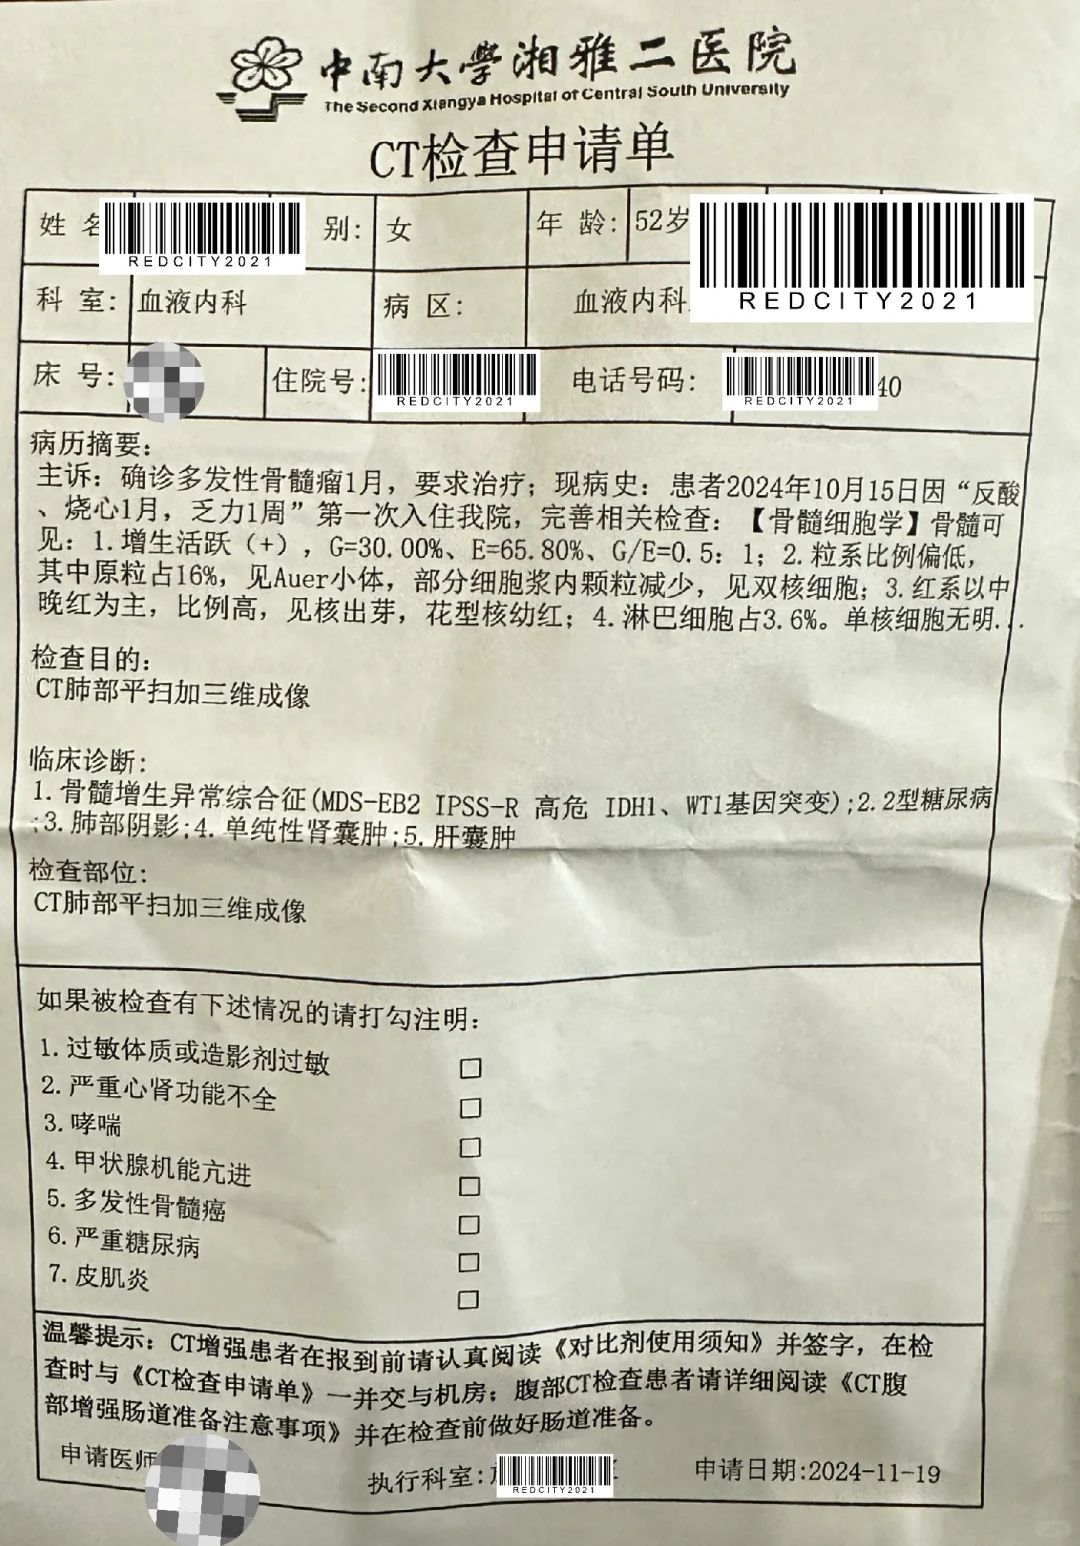 中南大学湘雅二医院
The Second Xiangya Hospital of Central South University
CT检查申请单
姓 名 REDCITY2021 别: 女 年 龄: 52岁 REDCITY2021
科 室: 血液内科 病 区: 血液内科
床 号: 住院号: REDCITY2021 电话号码: REDCITY2021 40
病历摘要:
主诉: 确诊多发性骨髓瘤1月, 要求治疗; 现病史: 患者2024年10月15日因“反酸
、烧心1月, 乏力1周”第一次入住我院, 完善相关检查: 【骨髓细胞学】骨髓可
见: 1.增生活跃 (+) , G=30.00%、E=65.80%、G/E=0.5: 1; 2.粒系比例偏低,
其中原粒占16%, 见Auer小体, 部分细胞浆内颗粒减少, 见双核细胞; 3.红系以中
晚红为主, 比例高, 见核出芽, 花型核幼红; 4.淋巴细胞占3.6%。单核细胞无明...
检查目的:
CT肺部平扫加三维成像
临床诊断:
1.骨髓增生异常综合征(MDS-EB2 IPSS-R 高危 IDH1、WT1基因突变);2.2型糖尿病
;3.肺部阴影;4.单纯性肾囊肿;5.肝囊肿
检查部位:
CT肺部平扫加三维成像
如果被检查有下述情况的请打勾注明:
1.过敏体质或造影剂过敏 □
2.严重心肾功能不全 □
3.哮喘 □
4.甲状腺机能亢进 □
5.多发性骨髓癌 □
6.严重糖尿病 □
7.皮肌炎 □
温馨提示: CT增强患者在报到前请认真阅读《对比剂使用须知》并签字, 在检
查时与《CT检查申请单》一并交与机房; 腹部CT检查患者请详细阅读《CT腹
部增强肠道准备注意事项》并在检查前做好肠道准备。
申请医师 执行科室: REDCITY2021 申请日期:2024-11-19